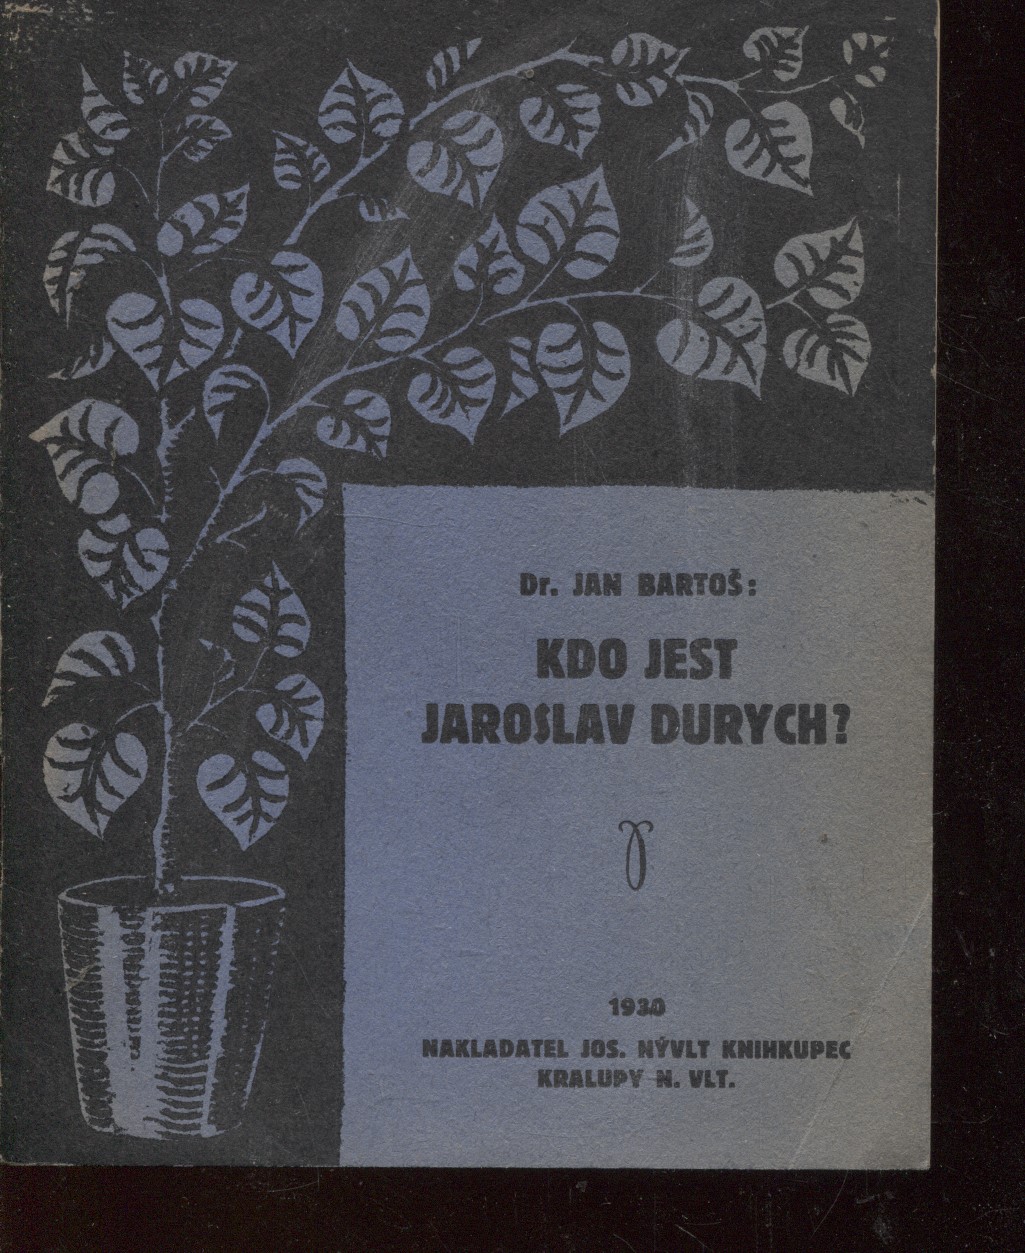 Dr. JAN BARTOŠ:
KDO JEST
JAROSLAV DURYCH?
1930
NAKLADATEL JOS. NÝVLT KNIHKUPEC
KRALUPY N. VLT.